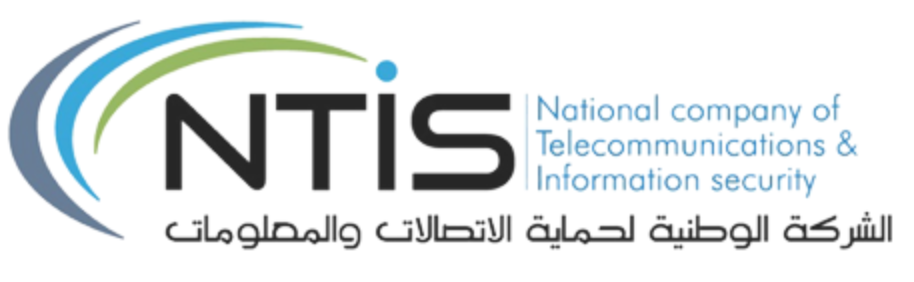 NTiS
National company of
Telecommunications &
Information security
الشركة الوطنية لحماية الاتصالات والمعلومات